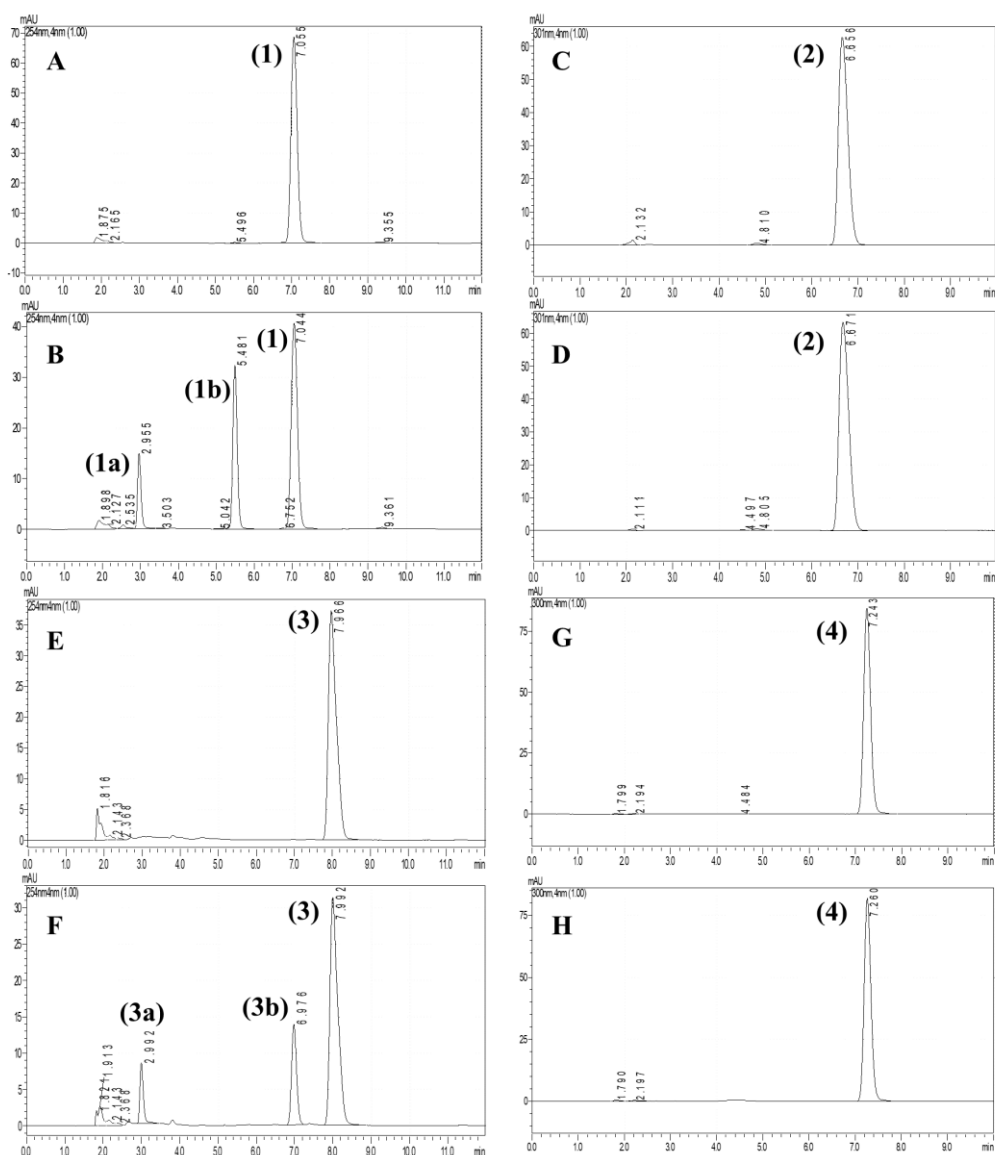 mAU
254nm,4nm (1.00)
A
(1)
7.055
1.875
2.165
5.496
9.355
70
60
50
40
30
20
10
0
-10
0.0 1.0 2.0 3.0 4.0 5.0 6.0 7.0 8.0 9.0 10.0 11.0 min
mAU
301nm,4nm (1.00)
C
(2)
6.656
2.132
4.810
60
50
40
30
20
10
0
0.0 1.0 2.0 3.0 4.0 5.0 6.0 7.0 8.0 9.0 min
mAU
254nm,4nm (1.00)
B
(1)
7.044
(1b)
5.481
(1a)
2.955
1.898
2.127
2.535
3.503
5.042
6.752
9.361
40
30
20
10
0
0.0 1.0 2.0 3.0 4.0 5.0 6.0 7.0 8.0 9.0 10.0 11.0 min
mAU
301nm,4nm (1.00)
D
(2)
6.671
2.111
4.497
4.805
60
50
40
30
20
10
0
0.0 1.0 2.0 3.0 4.0 5.0 6.0 7.0 8.0 9.0 min
mAU
254nm4nm (1.00)
E
(3)
7.966
1.816
2.143
2.368
35
30
25
20
15
10
5
0
0.0 1.0 2.0 3.0 4.0 5.0 6.0 7.0 8.0 9.0 10.0 11.0 min
mAU
300nm,4nm (1.00)
G
(4)
7.243
1.799
2.194
4.484
75
50
25
0
0.0 1.0 2.0 3.0 4.0 5.0 6.0 7.0 8.0 9.0 min
mAU
254nm4nm (1.00)
F
(3)
7.992
(3b)
6.976
(3a)
2.992
1.821
1.913
2.143
2.368
30
25
20
15
10
5
0
0.0 1.0 2.0 3.0 4.0 5.0 6.0 7.0 8.0 9.0 10.0 11.0 min
mAU
300nm,4nm (1.00)
H
(4)
7.260
1.790
2.197
75
50
25
0
0.0 1.0 2.0 3.0 4.0 5.0 6.0 7.0 8.0 9.0 min